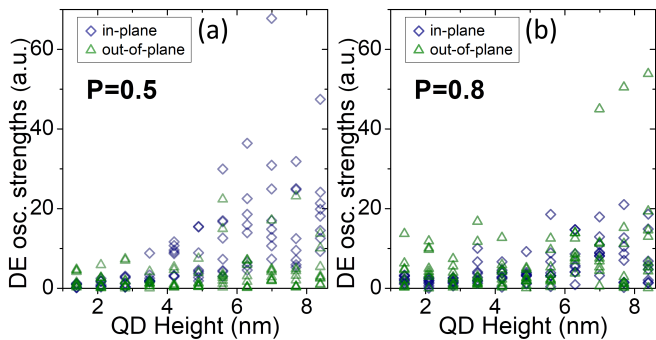 60
40
20
0
DE osc. strengths (a.u.)
in-plane
out-of-plane
(a)
P=0.5
2 4 6 8
QD Height (nm)
60
40
20
0
DE osc. strengths (a.u.)
in-plane
out-of-plane
(b)
P=0.8
2 4 6 8
QD Height (nm)